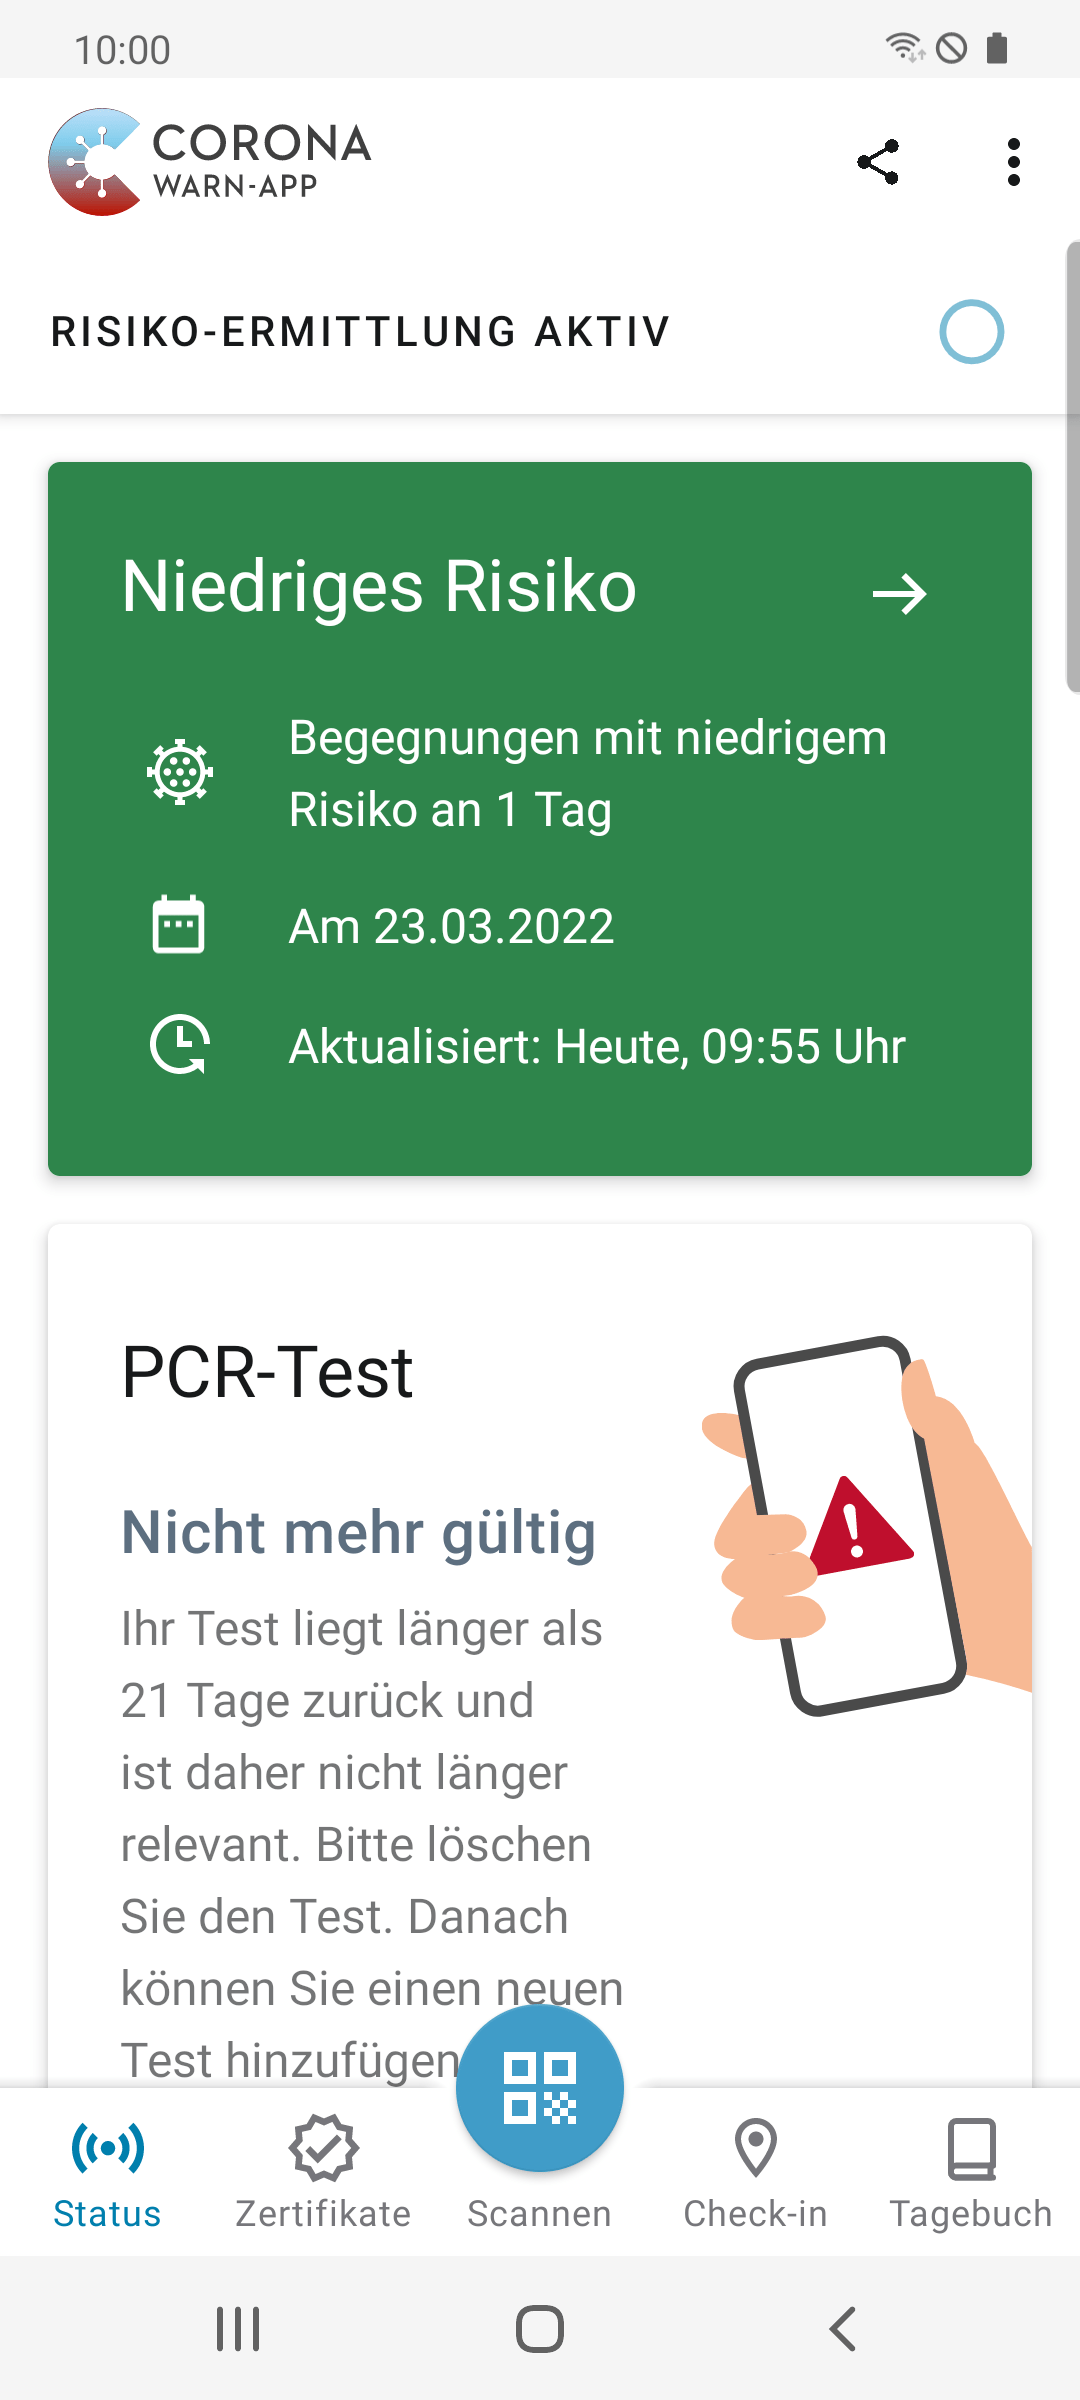 10:00
CORONA
WARN-APP
RISIKO-ERMITTLUNG AKTIV
Niedriges Risiko
Begegnungen mit niedrigem
Risiko an 1 Tag
Am 23.03.2022
Aktualisiert: Heute, 09:55 Uhr
PCR-Test
Nicht mehr gültig
Ihr Test liegt länger als
21 Tage zurück und
ist daher nicht länger
relevant. Bitte löschen
Sie den Test. Danach
können Sie einen neuen
Test hinzufügen
Status
Zertifikate
Scannen
Check-in
Tagebuch